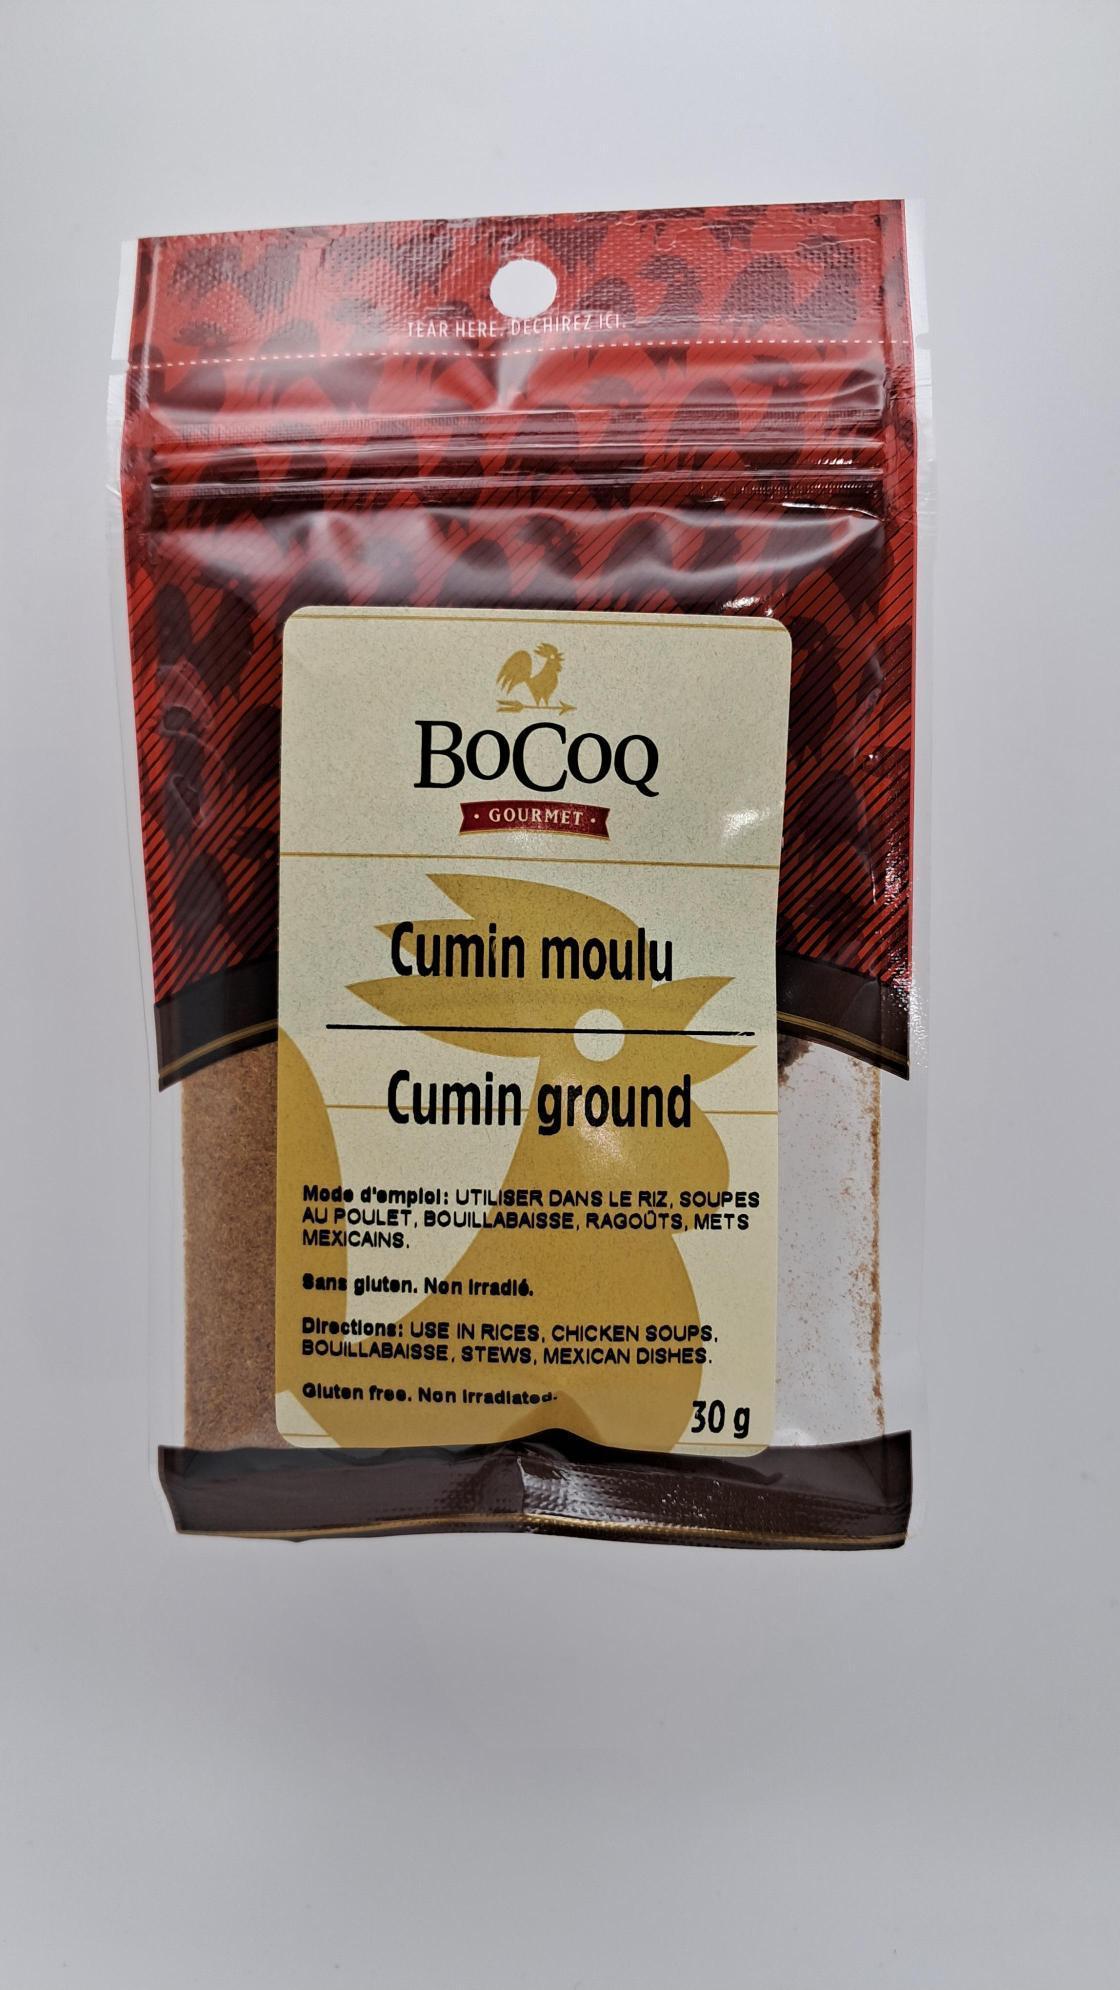 TEAR HERE. DECHIREZ ICI.
BOCOQ
· GOURMET ·
Cumin moulu
Cumin ground
Mode d'emploi: UTILISER DANS LE RIZ, SOUPES
AU POULET, BOUILLABAISSE, RAGOÛTS, METS
MEXICAINS.
Sans gluten. Non irradié.
Directions: USE IN RICES, CHICKEN SOUPS,
BOUILLABAISSE, STEWS, MEXICAN DISHES.
Gluten free. Non irradiated.
30 g